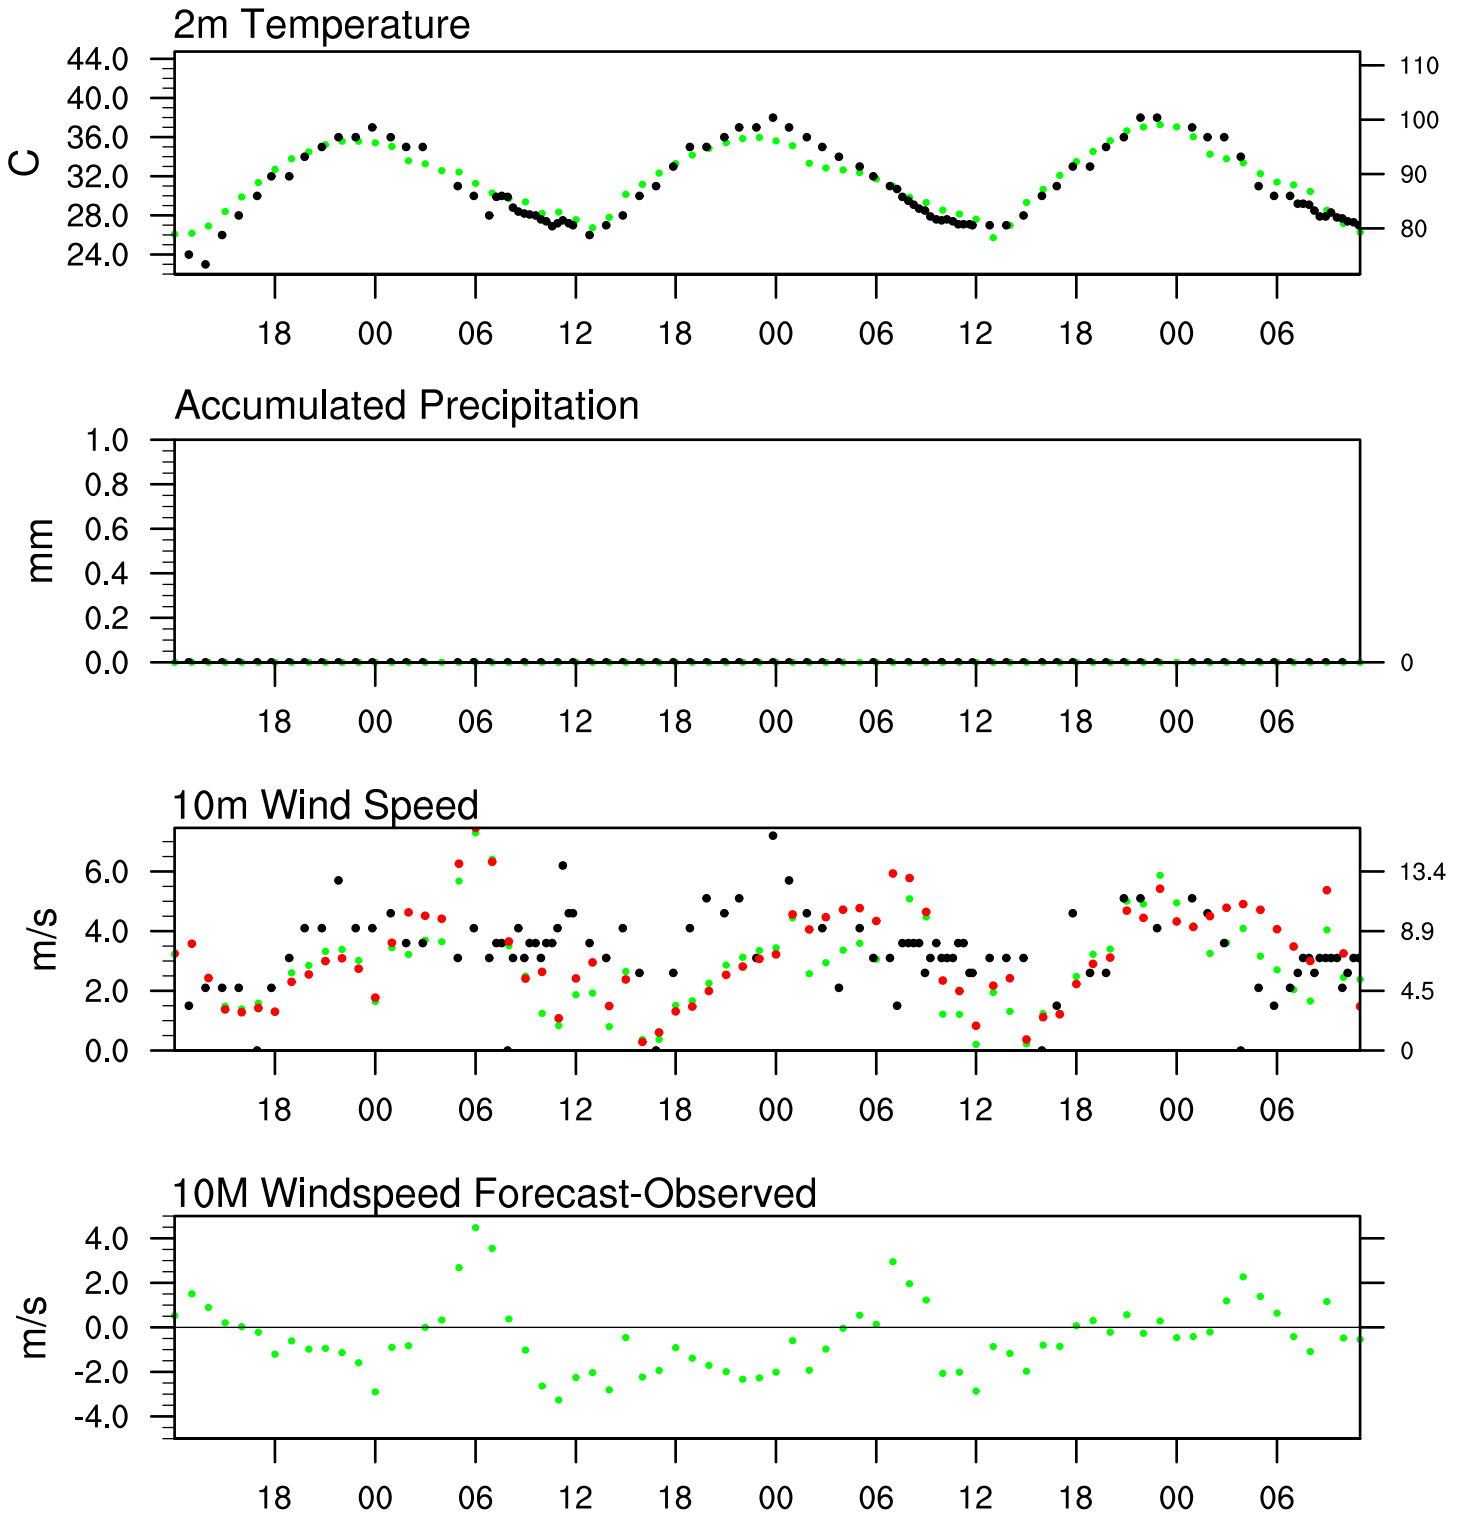 2m Temperature
44.0
40.0
36.0
32.0
28.0
24.0
C
110
100
90
80
18 00 06 12 18 00 06 12 18 00 06
Accumulated Precipitation
1.0
0.8
0.6
0.4
0.2
0.0
mm
0
18 00 06 12 18 00 06 12 18 00 06
10m Wind Speed
6.0
4.0
2.0
0.0
m/s
13.4
8.9
4.5
0
18 00 06 12 18 00 06 12 18 00 06
10M Windspeed Forecast-Observed
4.0
2.0
0.0
-2.0
-4.0
m/s
18 00 06 12 18 00 06 12 18 00 06